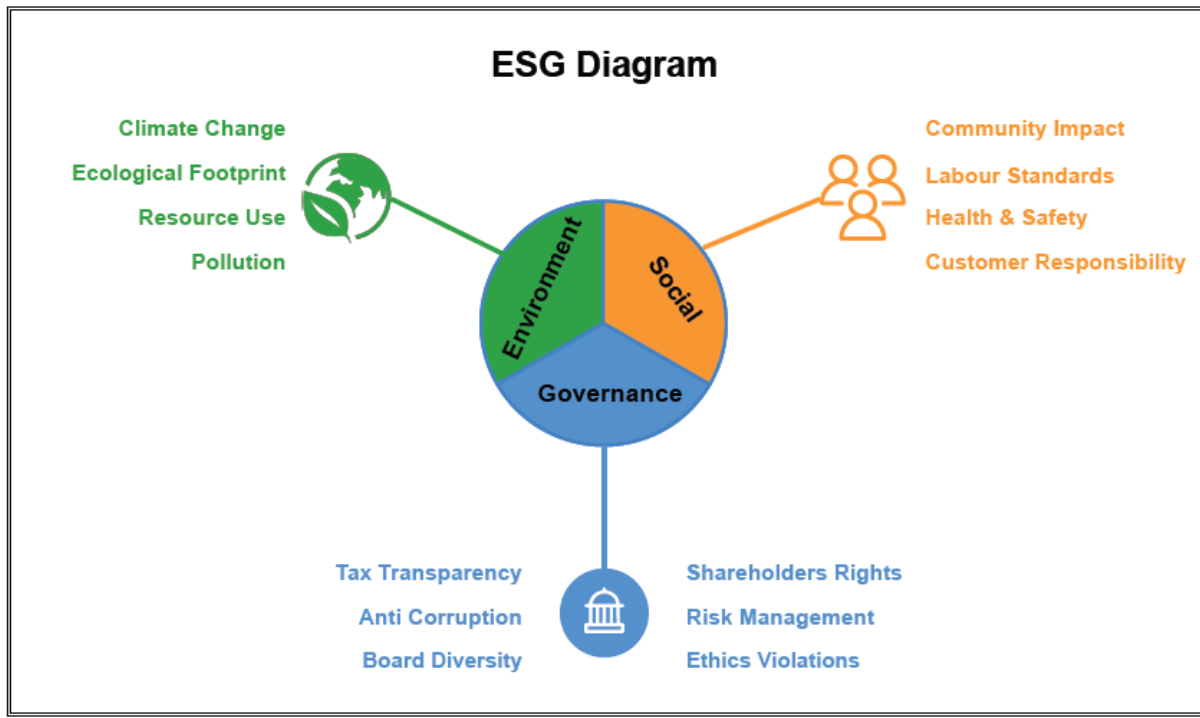 ESG Diagram
Climate Change
Ecological Footprint
Resource Use
Pollution
Community Impact
Labour Standards
Health & Safety
Customer Responsibility
Environment
Social
Governance
Tax Transparency
Anti Corruption
Board Diversity
Shareholders Rights
Risk Management
Ethics Violations